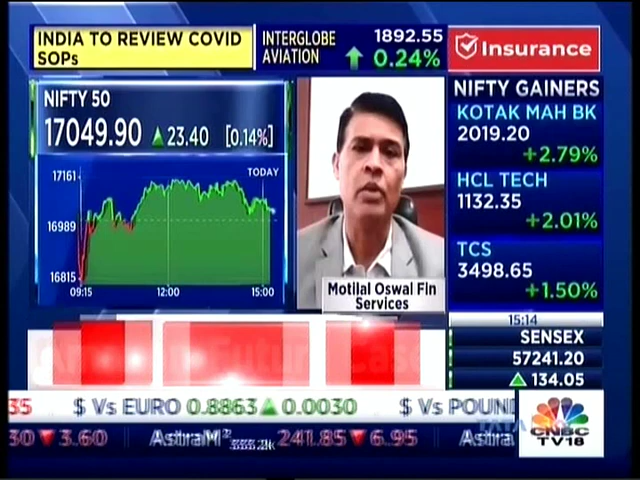 INDIA TO REVIEW COVID
SOPs
INTERGLOBE
AVIATION
1892.55
0.24%
Insurance
NIFTY 50
17049.90 23.40 [0.14%]
TODAY
17161
16989
16815
09:15 12:00 15:00
Motilal Oswal Fin
Services
NIFTY GAINERS
KOTAK MAH BK
2019.20
+2.79%
HCL TECH
1132.35
+2.01%
TCS
3498.65
+1.50%
15:14
SENSEX
57241.20
134.05
35 $ Vs EURO 0.8863 0.0030 $ Vs POUND
30 3.60 AstraM 241.85 6.95 Astra
CNBC
TV18